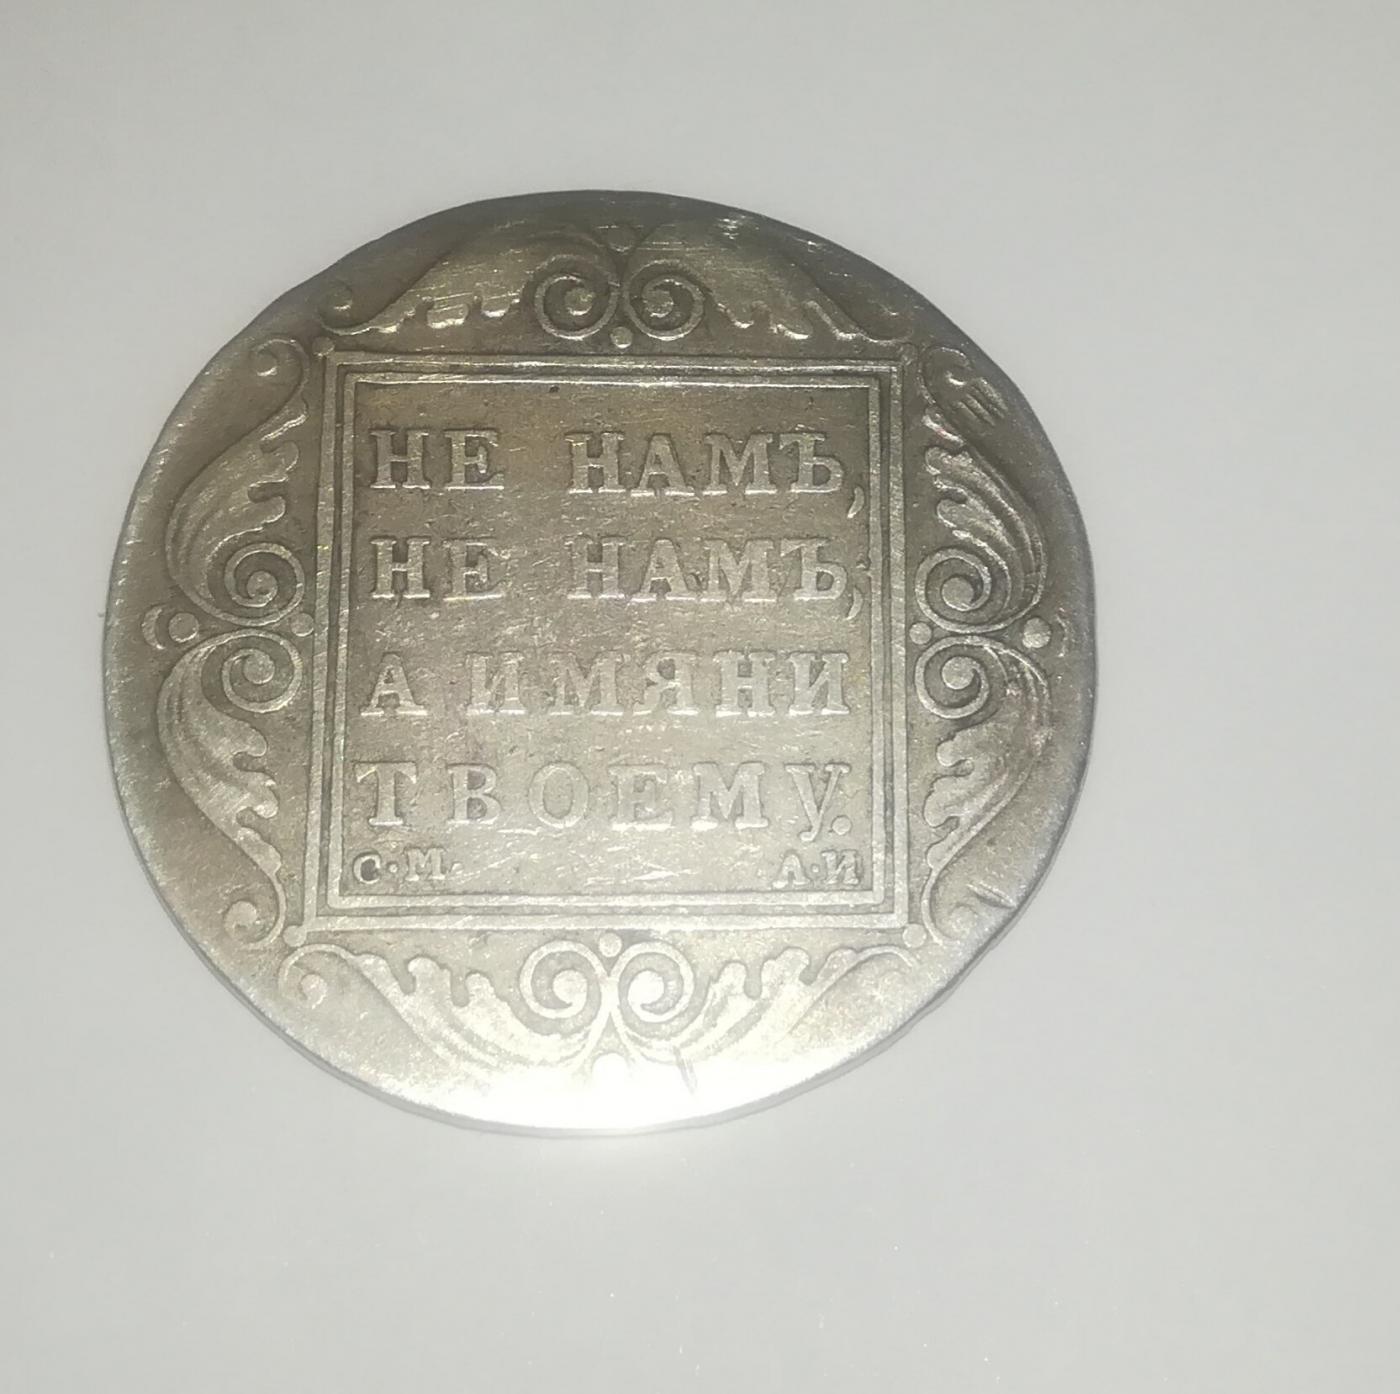 НЕ НАМЪ,
НЕ НАМЪ,
А ИМЯНИ
ТВОЕМУ.
С·М· А·И